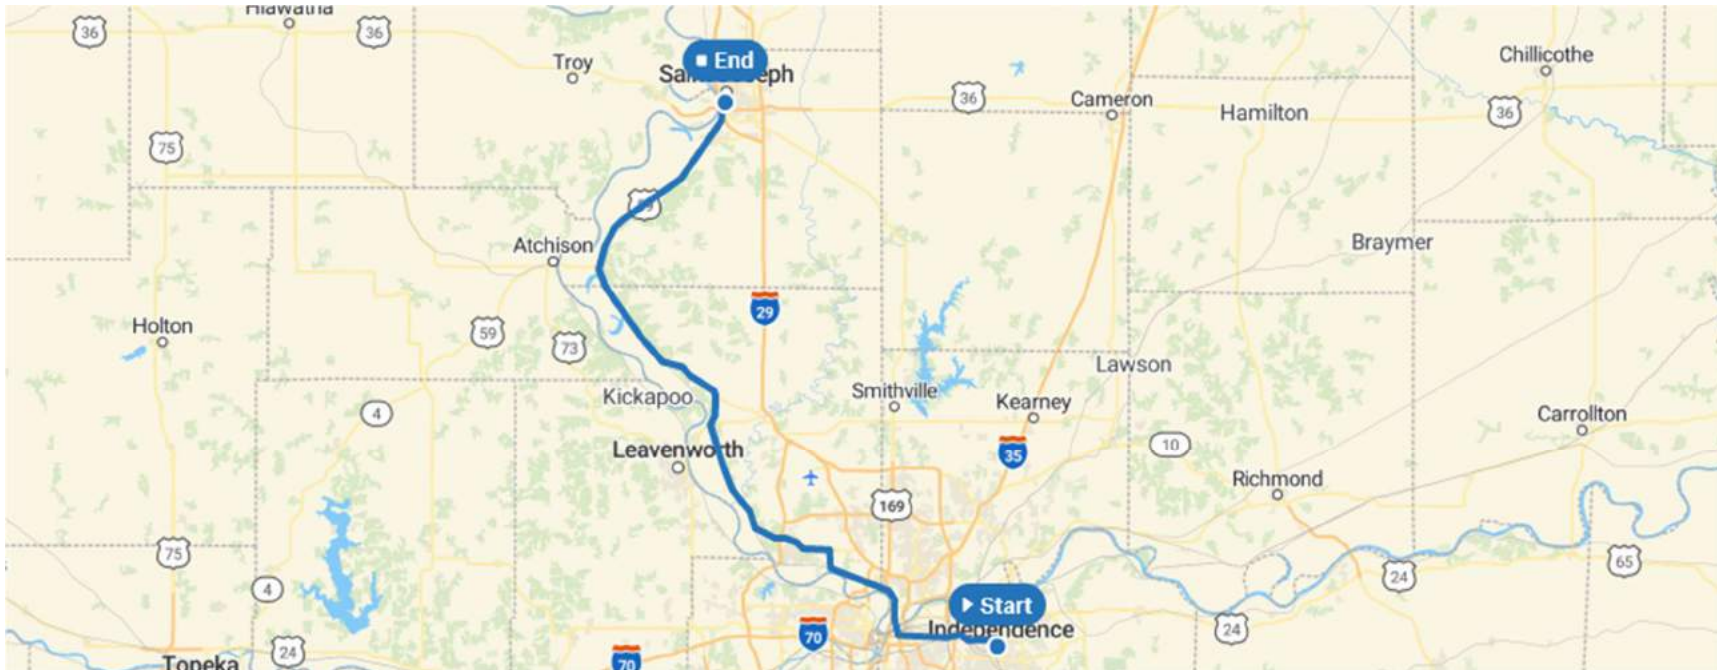 Hiawatha
36
36
Troy
End
Chillicothe
36
Cameron
Hamilton
36
75
59
Atchison
Braymer
29
Holton
59
73
Lawson
Kickapoo
Smithville
Kearney
4
Carrollton
10
Leavenworth
35
Richmond
169
75
65
24
4
Start
Independence
24
70
24
70
Topeka